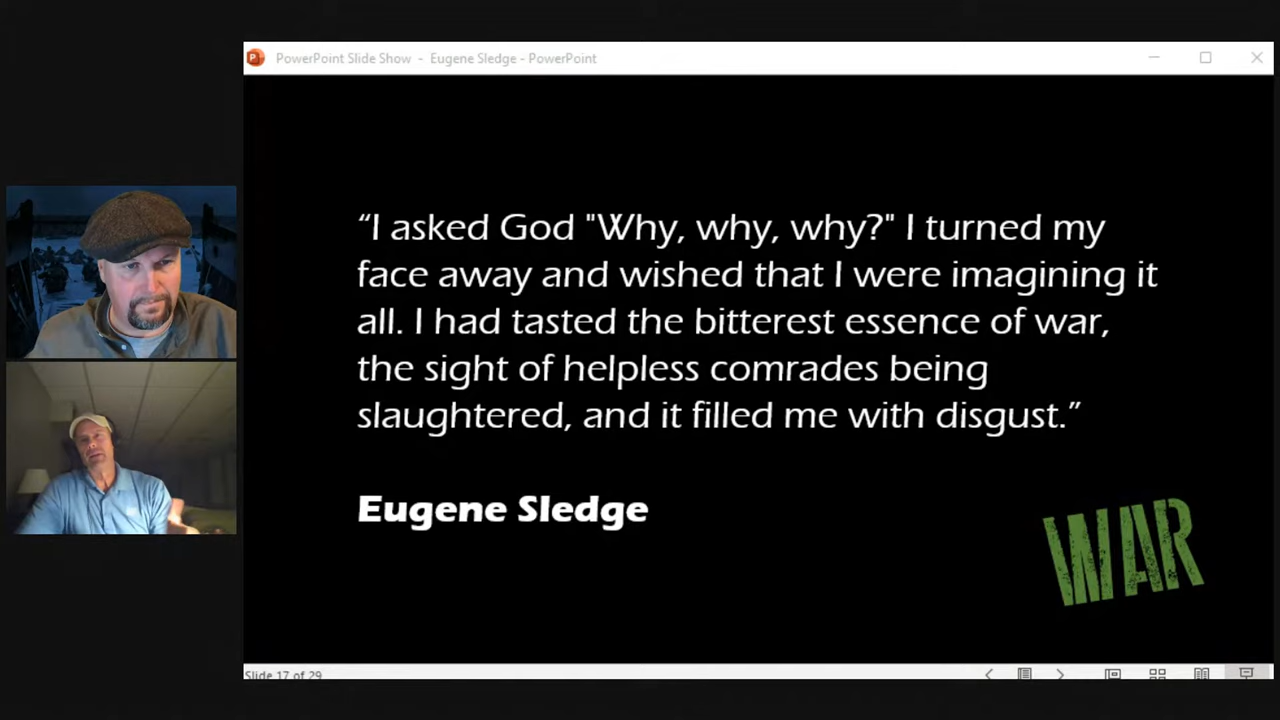 PowerPoint Slide Show - Eugene Sledge - PowerPoint
“I asked God "Why, why, why?" I turned my
face away and wished that I were imagining it
all. I had tasted the bitterest essence of war,
the sight of helpless comrades being
slaughtered, and it filled me with disgust.”
Eugene Sledge
WAR
Slide 17 of 29